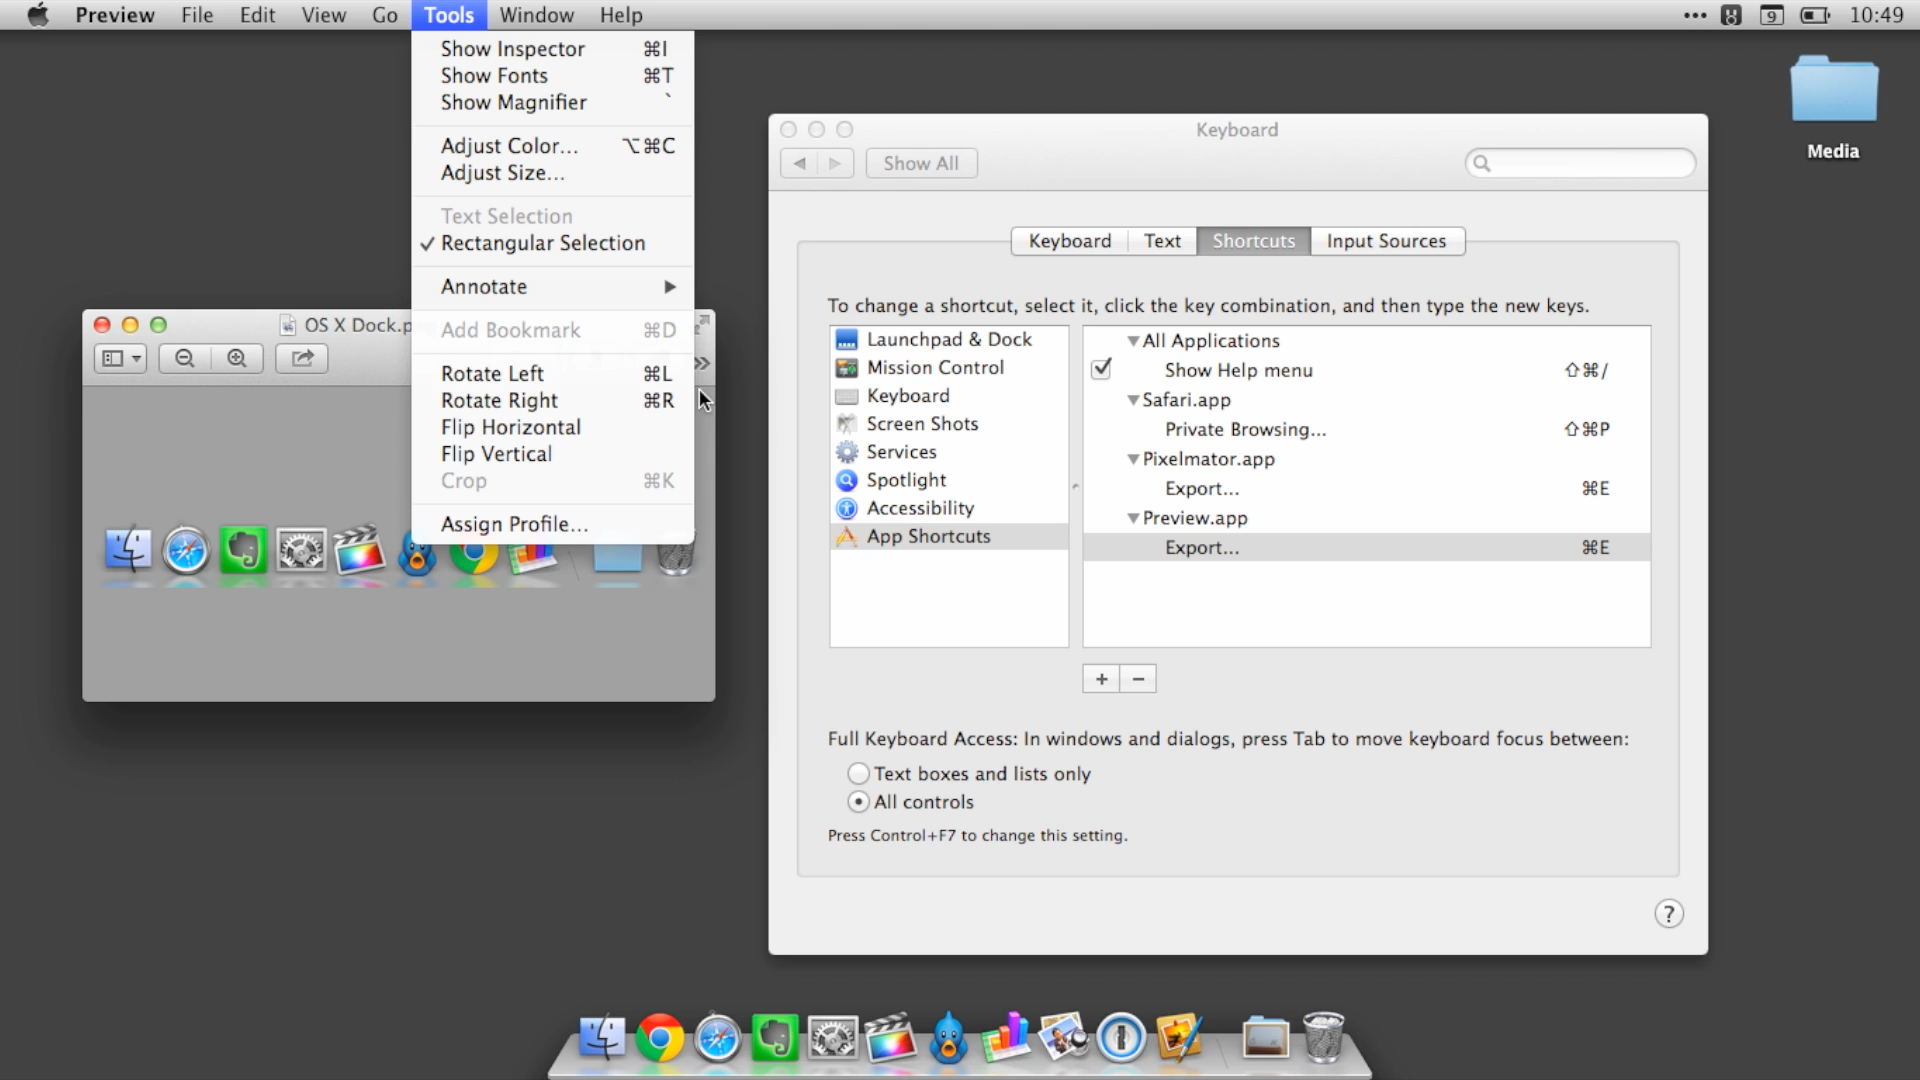 Preview File Edit View Go Tools Window Help ••• 9 10:49
Show Inspector ⌘I
Show Fonts ⌘T
Show Magnifier `
Adjust Color... ⌥⌘C
Adjust Size...
Text Selection
✓ Rectangular Selection
Annotate ▶
Add Bookmark ⌘D
Rotate Left ⌘L
Rotate Right ⌘R
Flip Horizontal
Flip Vertical
Crop ⌘K
Assign Profile...
OS X Dock.p
Media
Keyboard
Show All
Keyboard Text Shortcuts Input Sources
To change a shortcut, select it, click the key combination, and then type the new keys.
Launchpad & Dock
Mission Control
Keyboard
Screen Shots
Services
Spotlight
Accessibility
App Shortcuts
All Applications
Show Help menu ⇧⌘/
Safari.app
Private Browsing... ⇧⌘P
Pixelmator.app
Export... ⌘E
Preview.app
Export... ⌘E
+ −
Full Keyboard Access: In windows and dialogs, press Tab to move keyboard focus between:
Text boxes and lists only
All controls
Press Control+F7 to change this setting.
?